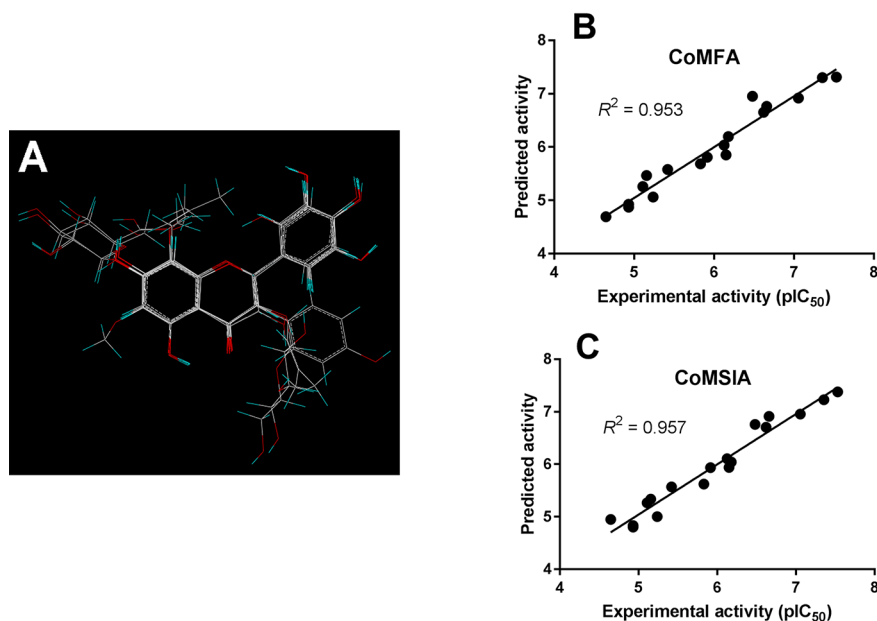 A
B
CoMFA
R² = 0.953
Predicted activity
8
7
6
5
4
4 5 6 7 8
Experimental activity (pIC₅₀)
C
CoMSIA
R² = 0.957
Predicted activity
8
7
6
5
4
4 5 6 7 8
Experimental activity (pIC₅₀)